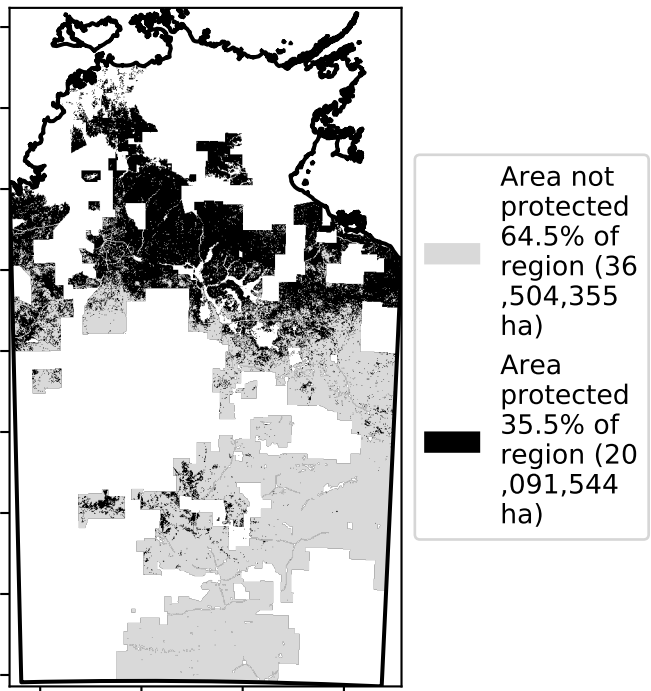 Area not
protected
64.5% of
region (36
,504,355
ha)
Area
protected
35.5% of
region (20
,091,544
ha)